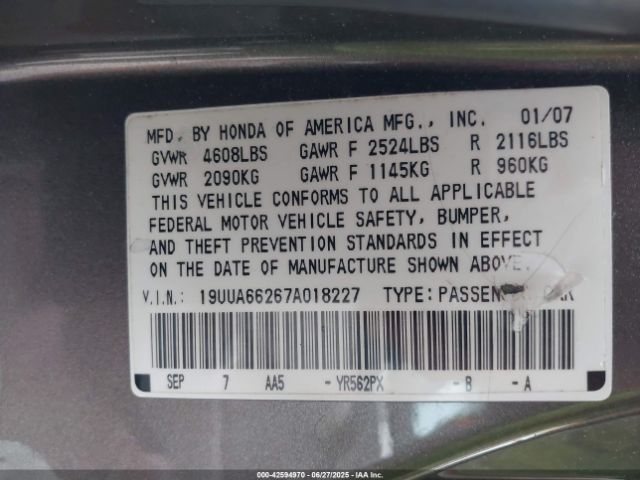 MFD. BY HONDA OF AMERICA MFG., INC. 01/07
GVWR 4608LBS GAWR F 2524LBS R 2116LBS
GVWR 2090KG GAWR F 1145KG R 960KG
THIS VEHICLE CONFORMS TO ALL APPLICABLE
FEDERAL MOTOR VEHICLE SAFETY, BUMPER,
AND THEFT PREVENTION STANDARDS IN EFFECT
ON THE DATE OF MANUFACTURE SHOWN ABOVE.
V.I.N.: 19UUA66267A018227 TYPE:
SEP 7 AA5 - YR562PX - B - A
000-42594970 - 06/27/2025 - IAA Inc.